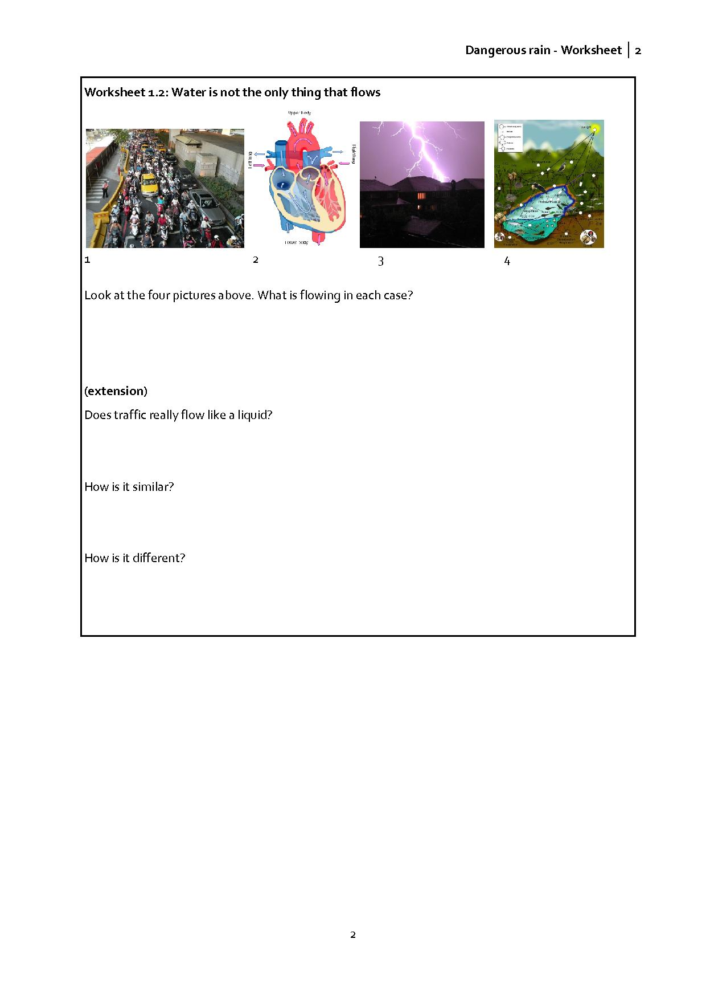 Dangerous rain - Worksheet | 2
Worksheet 1.2: Water is not the only thing that flows
Upper body
Left lung
Right lung
Lower body
1 2 3 4
Look at the four pictures above. What is flowing in each case?
(extension)
Does traffic really flow like a liquid?
How is it similar?
How is it different?
2